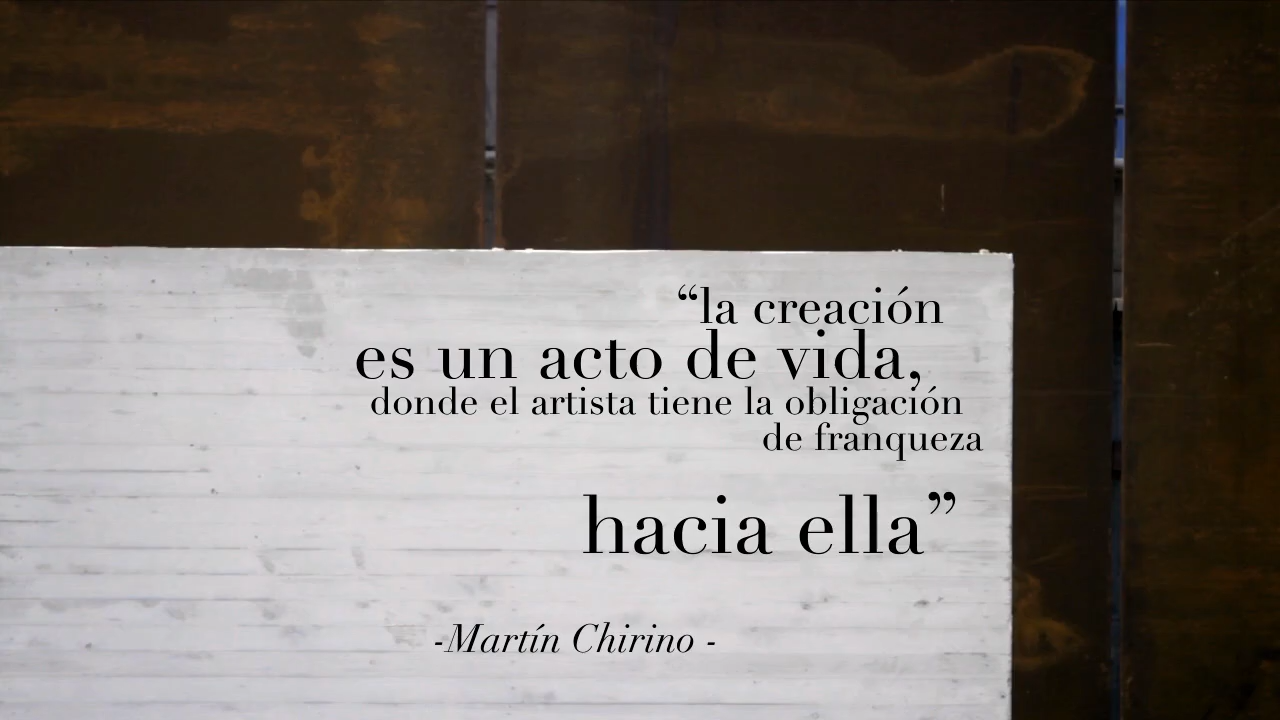 “la creación
es un acto de vida,
donde el artista tiene la obligación
de franqueza
hacia ella”
-Martín Chirino -